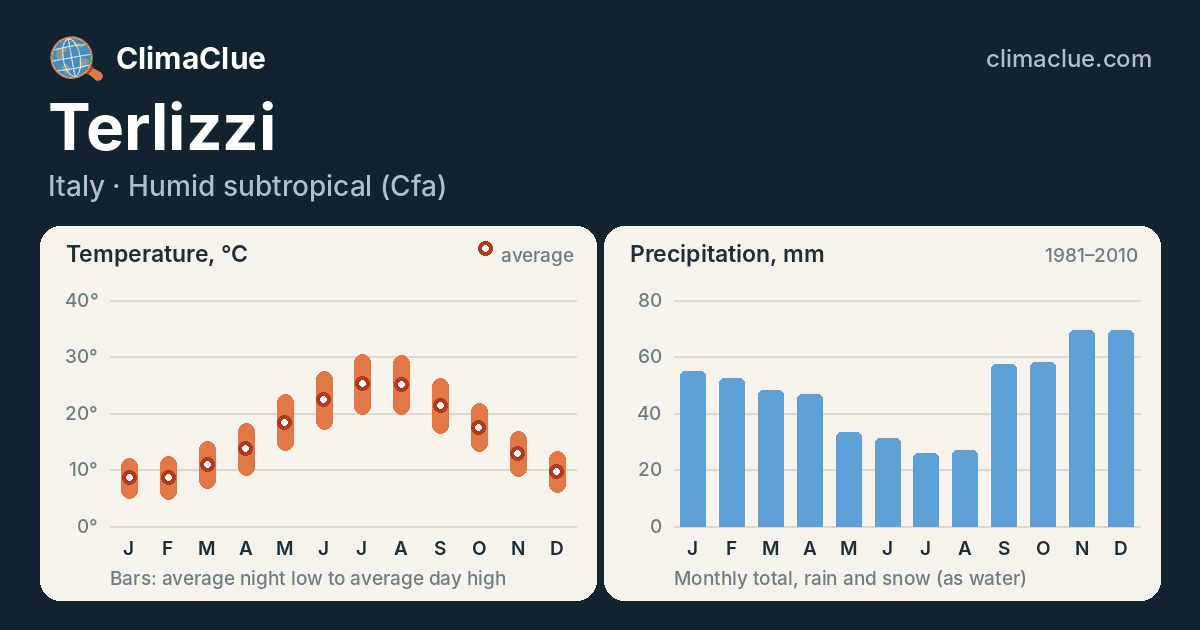 ClimaClue
climaclue.com
Terlizzi
Italy · Humid subtropical (Cfa)
Temperature, °C
average
40°
30°
20°
10°
0°
J F M A M J J A S O N D
Bars: average night low to average day high
Precipitation, mm
1981–2010
80
60
40
20
0
J F M A M J J A S O N D
Monthly total, rain and snow (as water)